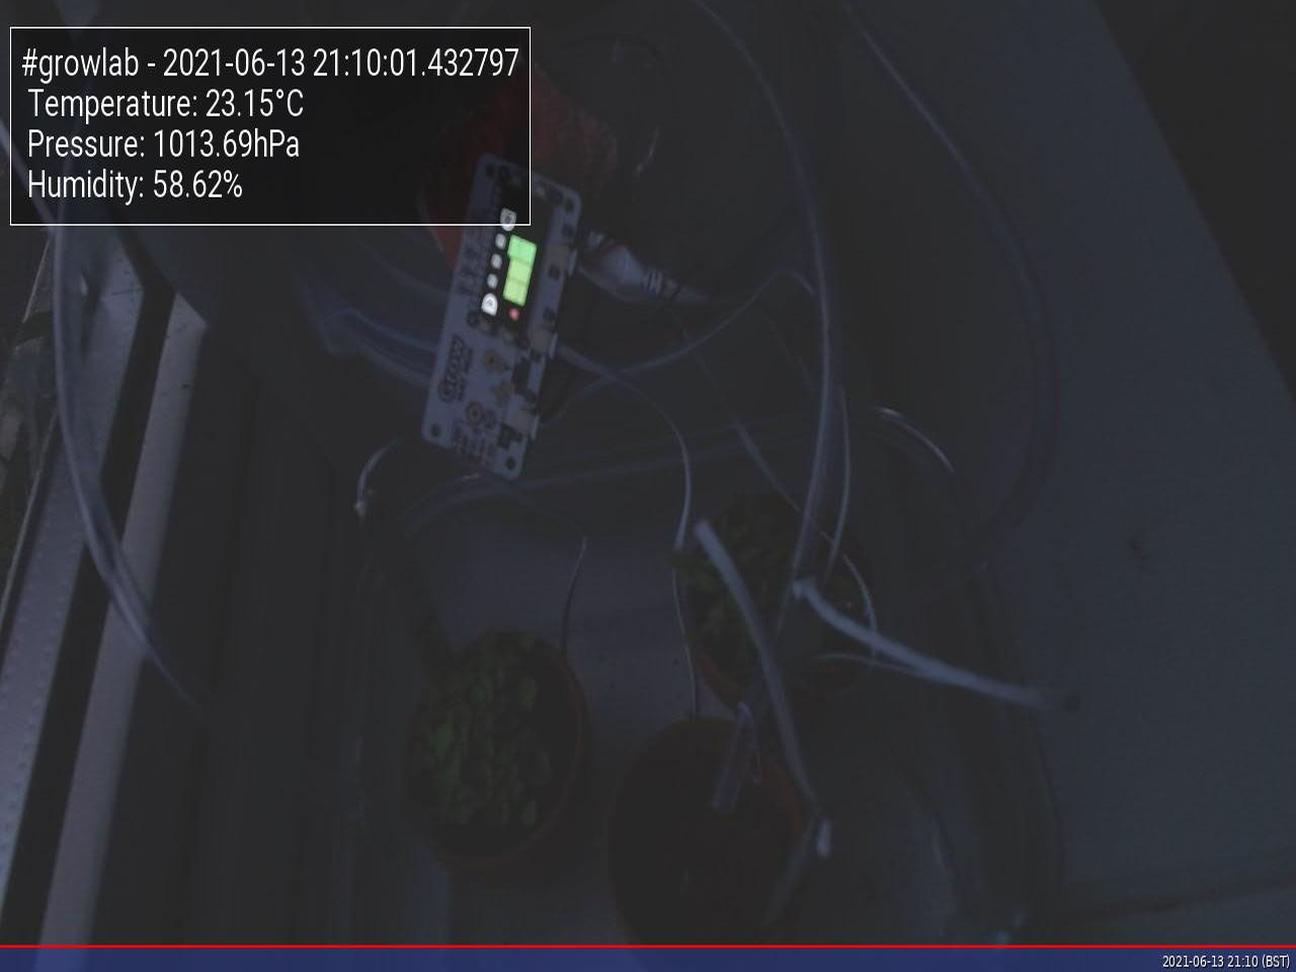 #growlab - 2021-06-13 21:10:01.432797
Temperature: 23.15°C
Pressure: 1013.69hPa
Humidity: 58.62%
GROW
2021-06-13 21:10 (BST)